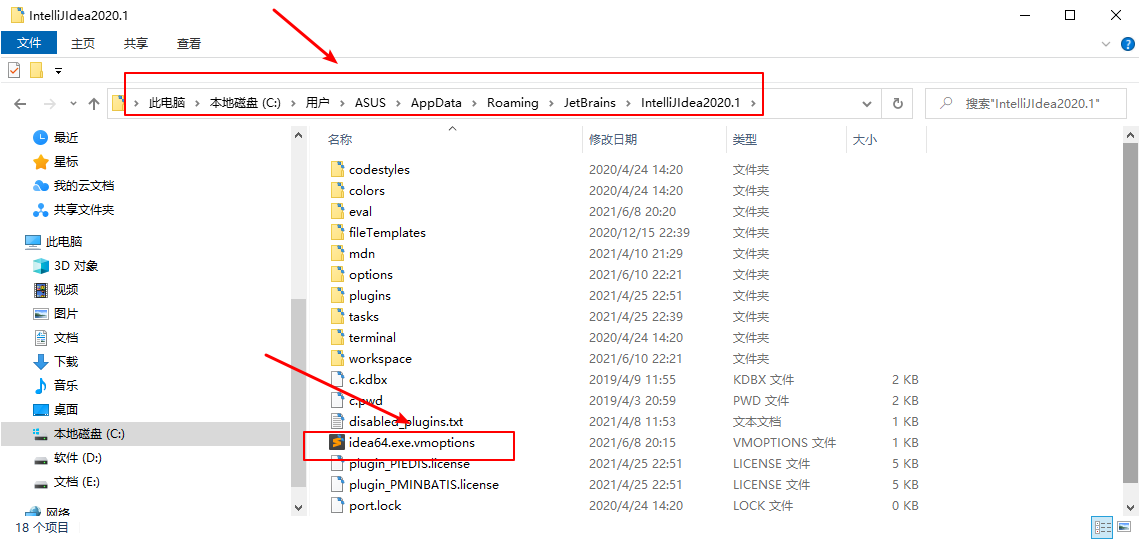 IntelliJIdea2020.1
文件 主页 共享 查看
此电脑 本地磁盘 (C:) 用户 ASUS AppData Roaming JetBrains IntelliJIdea2020.1 搜索"IntelliJIdea2020.1"
名称 修改日期 类型 大小
最近
星标
我的云文档
共享文件夹
此电脑
3D 对象
视频
图片
文档
下载
音乐
桌面
本地磁盘 (C:)
软件 (D:)
文档 (E:)
网络
codestyles 2020/4/24 14:20 文件夹
colors 2020/4/24 14:20 文件夹
eval 2021/6/8 20:20 文件夹
fileTemplates 2020/12/15 22:39 文件夹
mdn 2021/4/10 21:29 文件夹
options 2021/6/10 22:21 文件夹
plugins 2021/4/25 22:51 文件夹
tasks 2021/4/25 22:39 文件夹
terminal 2020/4/24 14:20 文件夹
workspace 2021/6/10 22:21 文件夹
c.kdbx 2019/4/9 11:55 KDBX 文件 2 KB
c.pwd 2019/4/3 20:59 PWD 文件 2 KB
disabled_plugins.txt 2021/4/8 11:53 文本文档 1 KB
idea64.exe.vmoptions 2021/6/8 20:15 VMOPTIONS 文件 1 KB
plugin_PIEDIS.license 2021/4/25 22:51 LICENSE 文件 5 KB
plugin_PMINBATIS.license 2021/4/25 22:51 LICENSE 文件 5 KB
port.lock 2020/4/24 14:20 LOCK 文件 0 KB
18 个项目